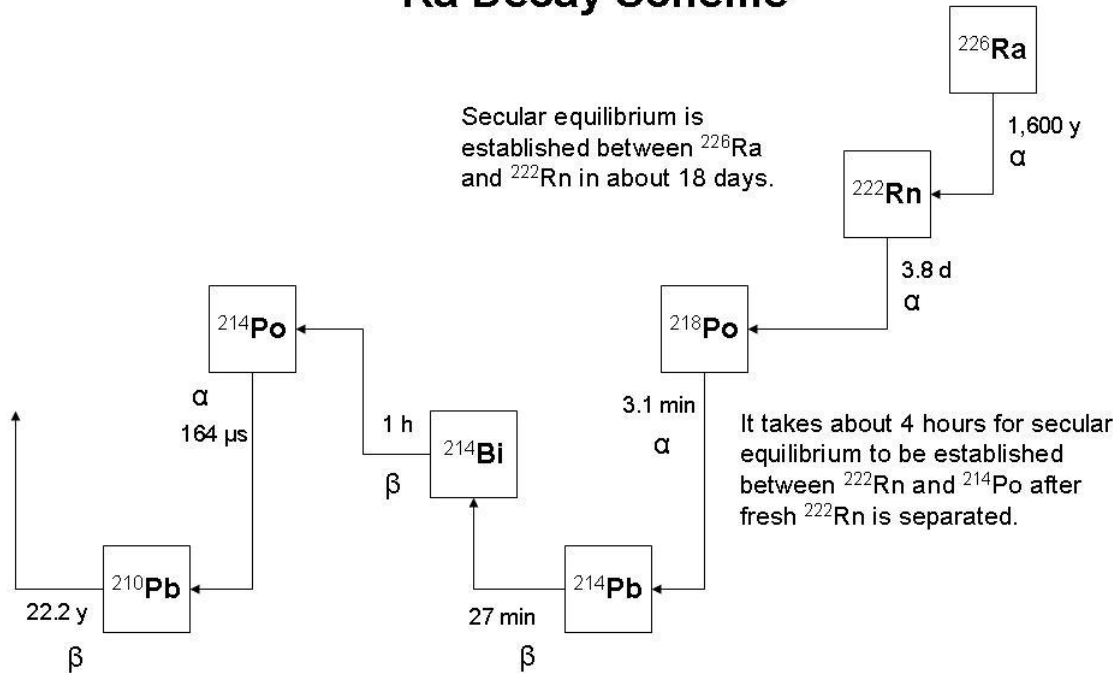 Ra Decay Scheme
²²⁶Ra
Secular equilibrium is
established between ²²⁶Ra
and ²²²Rn in about 18 days.
1,600 y
α
²²²Rn
3.8 d
α
²¹⁴Po
²¹⁸Po
α
164 µs
1 h
β
²¹⁴Bi
3.1 min
α
It takes about 4 hours for secular
equilibrium to be established
between ²²²Rn and ²¹⁴Po after
fresh ²²²Rn is separated.
²¹⁰Pb
²¹⁴Pb
22.2 y
β
27 min
β